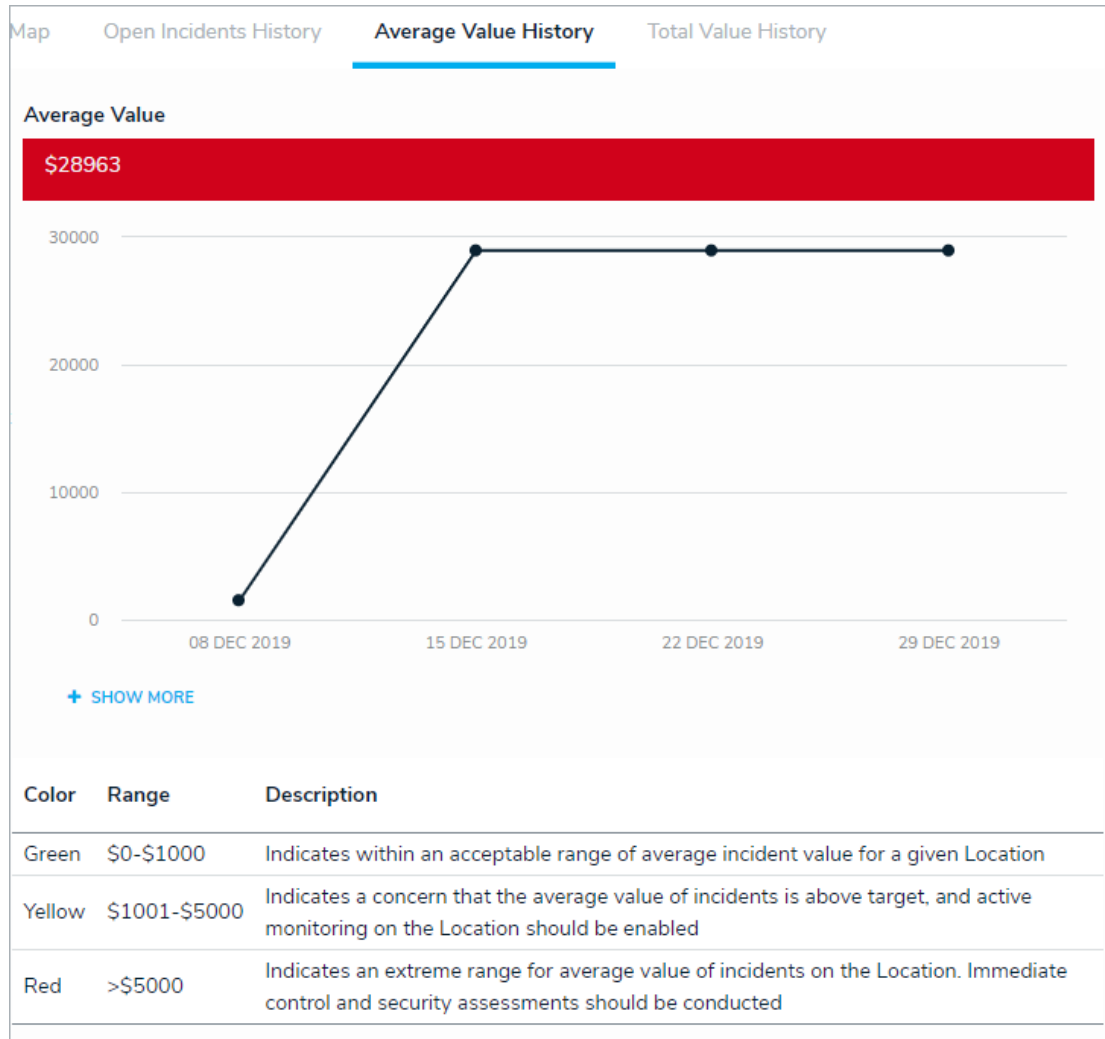 Map Open Incidents History Average Value History Total Value History
Average Value
$28963
30000
20000
10000
0
08 DEC 2019 15 DEC 2019 22 DEC 2019 29 DEC 2019
+ SHOW MORE
Color Range Description
Green $0-$1000 Indicates within an acceptable range of average incident value for a given Location
Yellow $1001-$5000 Indicates a concern that the average value of incidents is above target, and active
monitoring on the Location should be enabled
Red >$5000 Indicates an extreme range for average value of incidents on the Location. Immediate
control and security assessments should be conducted